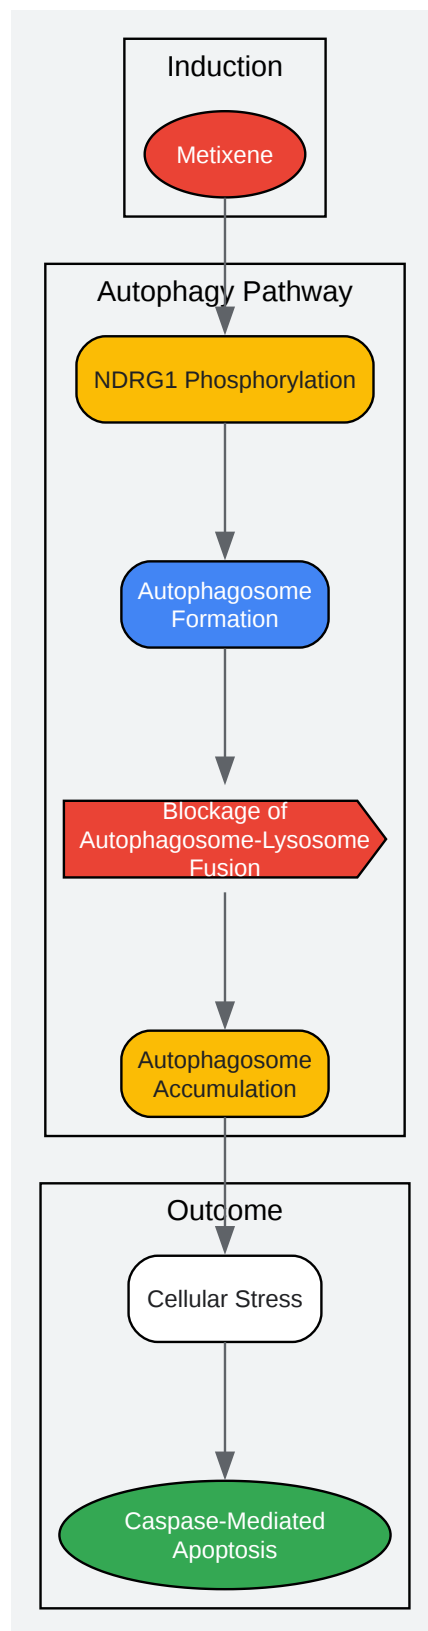 Induction
Metixene
Autophagy Pathway
NDRG1 Phosphorylation
Autophagosome
Formation
Blockage of
Autophagosome-Lysosome
Fusion
Autophagosome
Accumulation
Outcome
Cellular Stress
Caspase-Mediated
Apoptosis